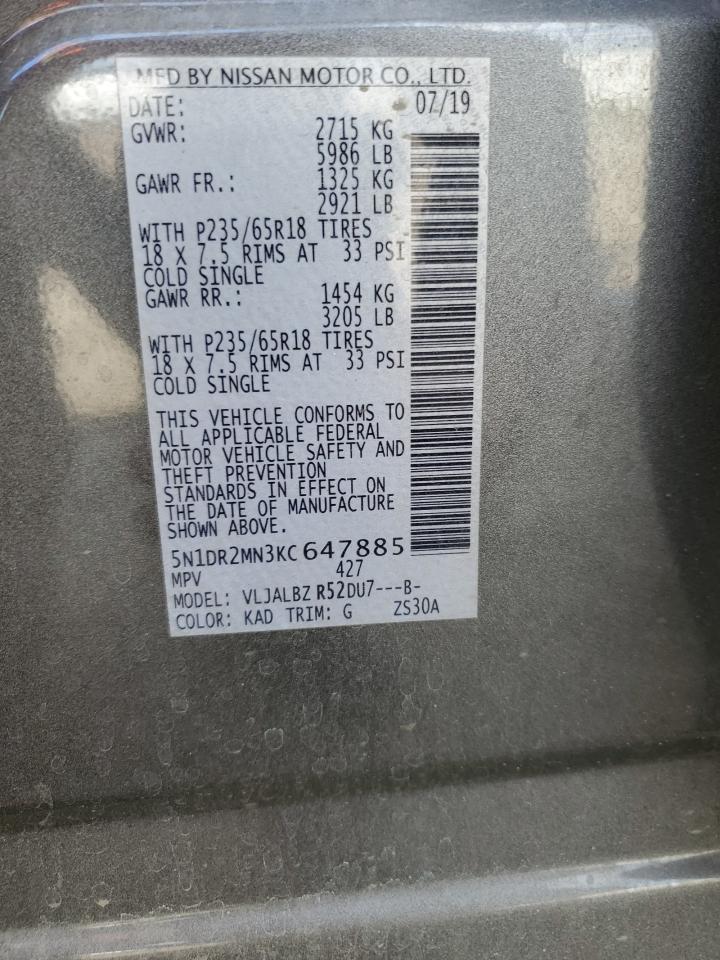 MFD BY NISSAN MOTOR CO., LTD.
DATE: 07/19
GVWR: 2715 KG
5986 LB
GAWR FR.: 1325 KG
2921 LB
WITH P235/65R18 TIRES
18 X 7.5 RIMS AT 33 PSI
COLD SINGLE
GAWR RR.: 1454 KG
3205 LB
WITH P235/65R18 TIRES
18 X 7.5 RIMS AT 33 PSI
COLD SINGLE
THIS VEHICLE CONFORMS TO
ALL APPLICABLE FEDERAL
MOTOR VEHICLE SAFETY AND
THEFT PREVENTION
STANDARDS IN EFFECT ON
THE DATE OF MANUFACTURE
SHOWN ABOVE.
5N1DR2MN3KC647885
MPV 427
MODEL: VLJALBZ R52DU7---B-
COLOR: KAD TRIM: G ZS30A